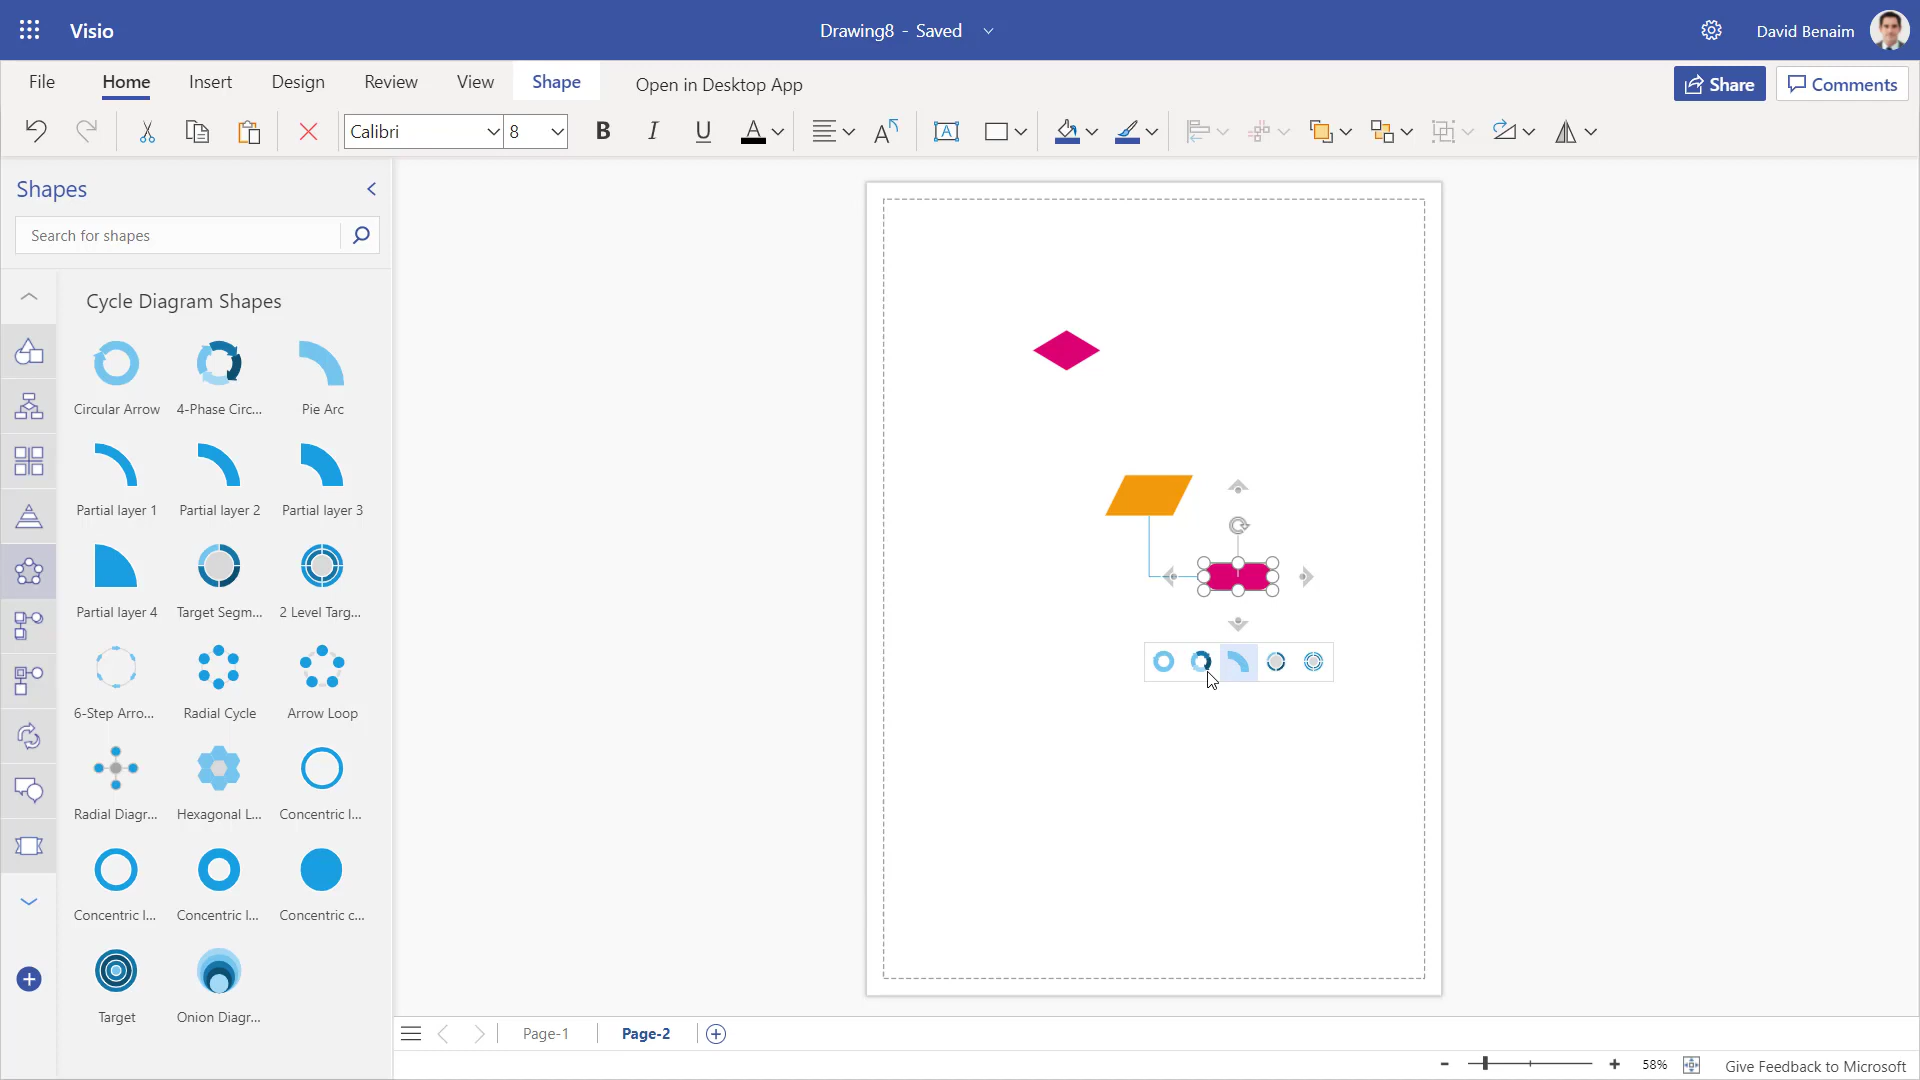 Visio
Drawing8 - Saved
David Benaim
File
Home
Insert
Design
Review
View
Shape
Open in Desktop App
Share
Comments
Calibri
8
B
I
U
A
A
A
Shapes
Search for shapes
Cycle Diagram Shapes
Circular Arrow
4-Phase Circ...
Pie Arc
Partial layer 1
Partial layer 2
Partial layer 3
Partial layer 4
Target Segm...
2 Level Targ...
6-Step Arro...
Radial Cycle
Arrow Loop
Radial Diagr...
Hexagonal L...
Concentric l...
Concentric l...
Concentric l...
Concentric c...
Target
Onion Diagr...
Page-1
Page-2
58%
Give Feedback to Microsoft